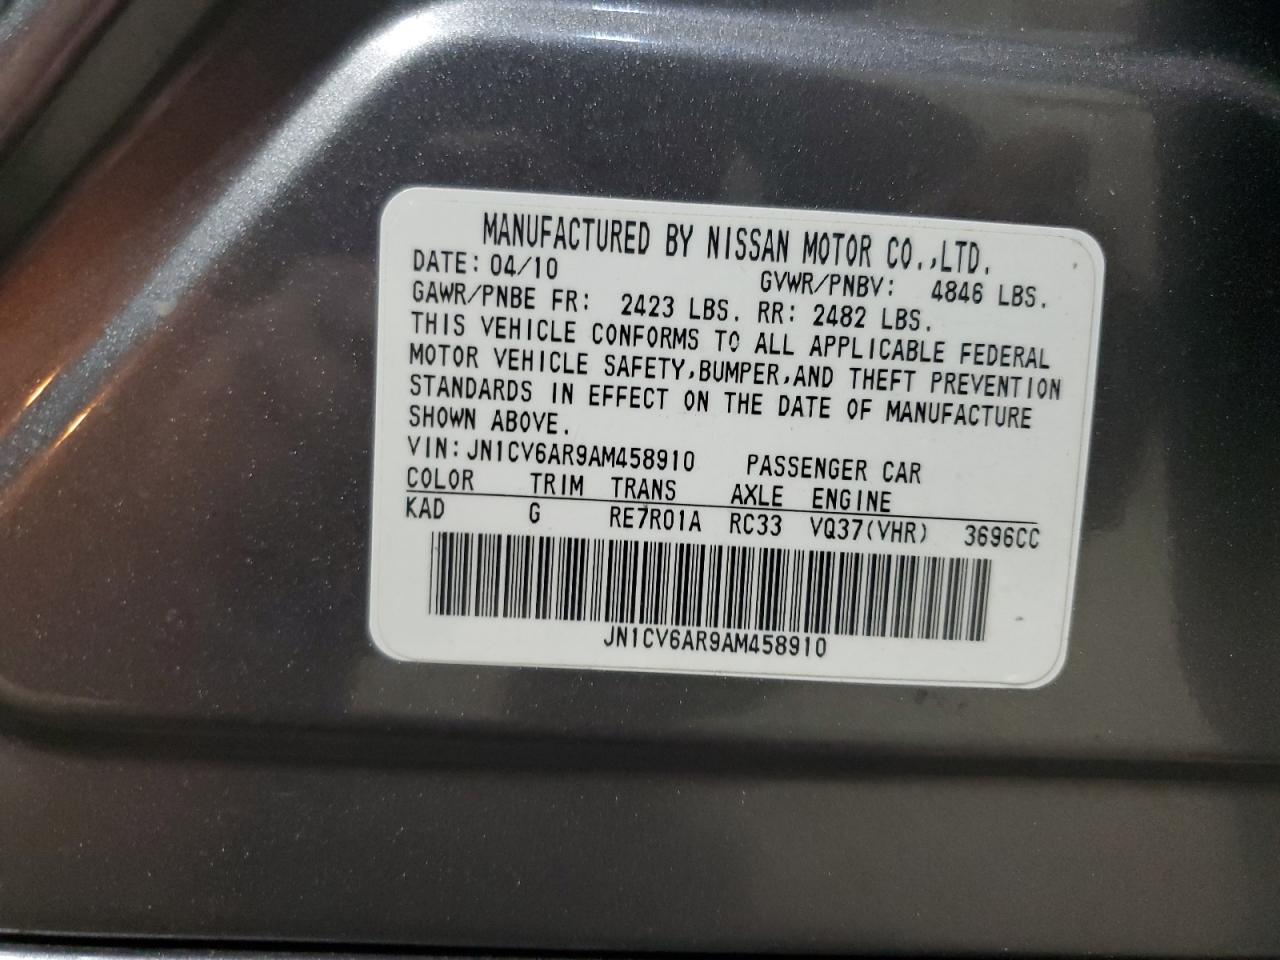 MANUFACTURED BY NISSAN MOTOR CO.,LTD.
DATE: 04/10 GVWR/PNBV: 4846 LBS.
GAWR/PNBE FR: 2423 LBS. RR: 2482 LBS.
THIS VEHICLE CONFORMS TO ALL APPLICABLE FEDERAL
MOTOR VEHICLE SAFETY,BUMPER,AND THEFT PREVENTION
STANDARDS IN EFFECT ON THE DATE OF MANUFACTURE
SHOWN ABOVE.
VIN:JN1CV6AR9AM458910 PASSENGER CAR
COLOR TRIM TRANS AXLE ENGINE
KAD G RE7R01A RC33 VQ37(VHR) 3696CC
JN1CV6AR9AM458910